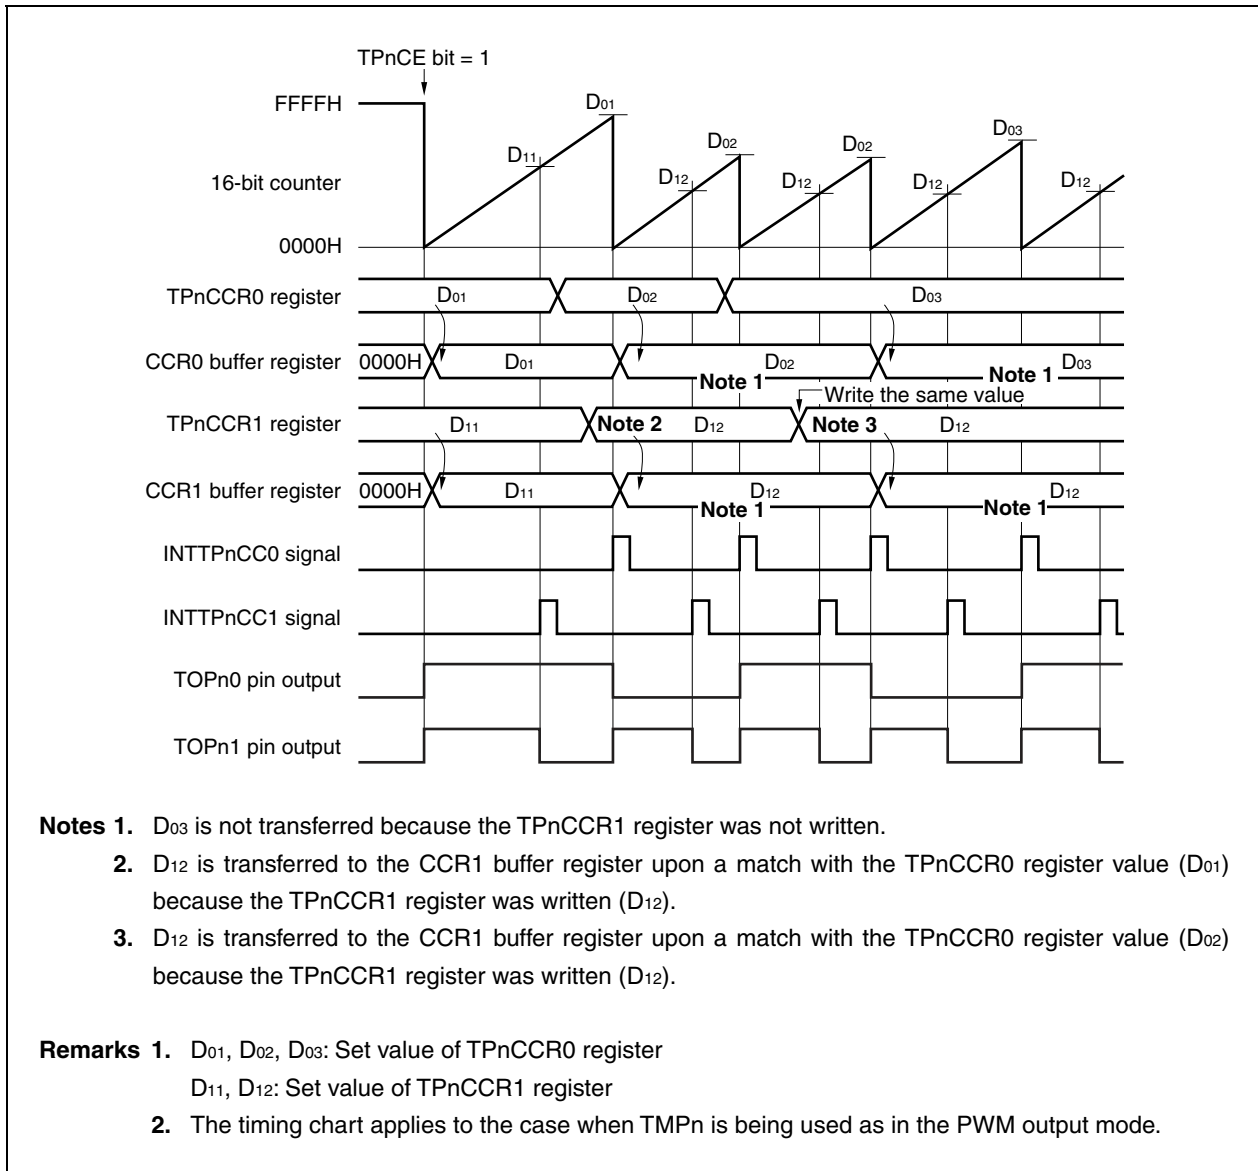 TPnCE bit = 1
FFFFH
D01
D11
D02
D02
D03
D12
D12
D12
D12
16-bit counter
0000H
TPnCCR0 register
D01
D02
D03
CCR0 buffer register
0000H
D01
D02
D03
Note 1
Note 1
Write the same value
TPnCCR1 register
D11
Note 2
D12
Note 3
D12
CCR1 buffer register
0000H
D11
D12
D12
Note 1
Note 1
INTTPnCC0 signal
INTTPnCC1 signal
TOPn0 pin output
TOPn1 pin output
Notes 1. D03 is not transferred because the TPnCCR1 register was not written.
2. D12 is transferred to the CCR1 buffer register upon a match with the TPnCCR0 register value (D01)
because the TPnCCR1 register was written (D12).
3. D12 is transferred to the CCR1 buffer register upon a match with the TPnCCR0 register value (D02)
because the TPnCCR1 register was written (D12).
Remarks 1. D01, D02, D03: Set value of TPnCCR0 register
D11, D12: Set value of TPnCCR1 register
2. The timing chart applies to the case when TMPn is being used as in the PWM output mode.